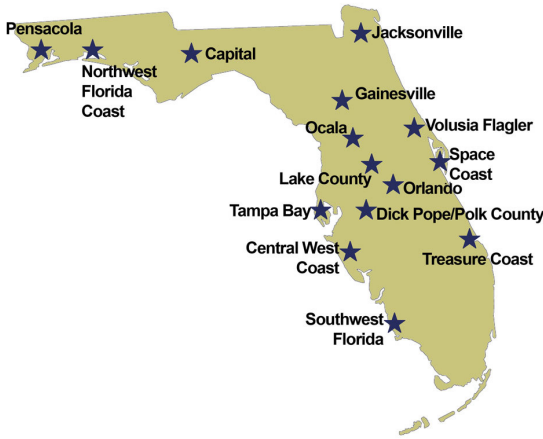 Pensacola
Northwest
Florida
Coast
Capital
Jacksonville
Gainesville
Ocala
Volusia Flagler
Space
Coast
Lake County
Orlando
Tampa Bay
Dick Pope/Polk County
Central West
Coast
Treasure Coast
Southwest
Florida